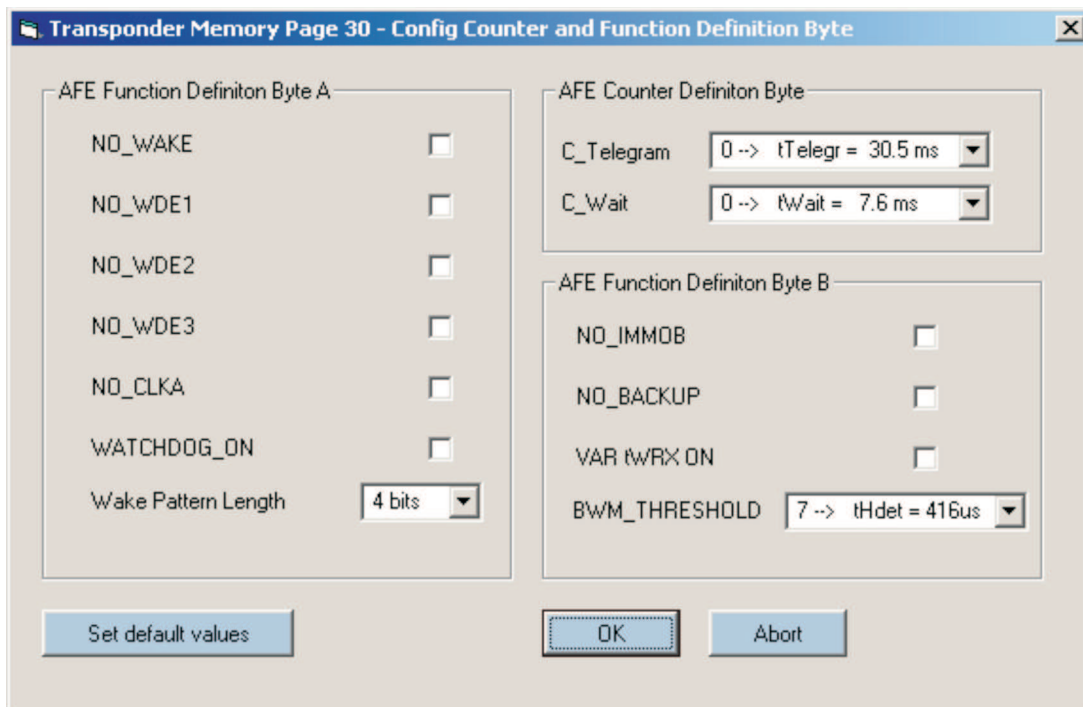 Transponder Memory Page 30 - Config Counter and Function Definition Byte
AFE Function Definiton Byte A
NO_WAKE
NO_WDE1
NO_WDE2
NO_WDE3
NO_CLKA
WATCHDOG_ON
Wake Pattern Length 4 bits
AFE Counter Definiton Byte
C_Telegram 0 --> tTelegr = 30.5 ms
C_Wait 0 --> tWait = 7.6 ms
AFE Function Definiton Byte B
NO_IMMOB
NO_BACKUP
VAR tWRX ON
BWM_THRESHOLD 7 --> tHdet = 416us
Set default values
OK
Abort